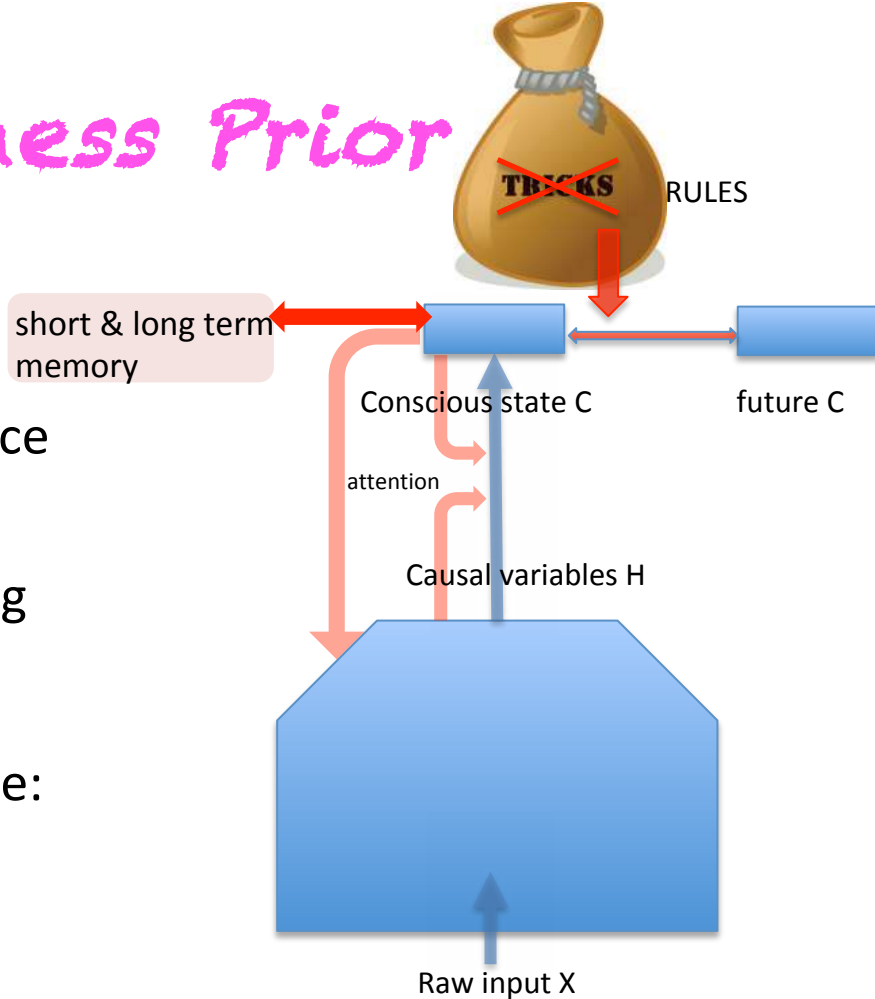 ness Prior
TRICKS
RULES
short & long term
memory
Conscious state C
future C
ce
attention
g
Causal variables H
e:
Raw input X